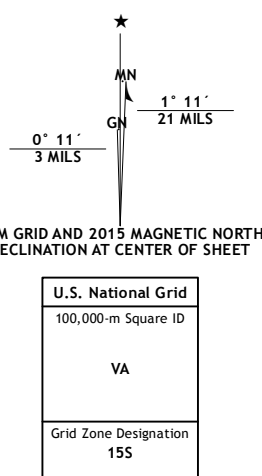 MN
GN
1° 11´
21 MILS
0° 11´
3 MILS
M GRID AND 2015 MAGNETIC NORTH
ECLINATION AT CENTER OF SHEET
U.S. National Grid
100,000-m Square ID
VA
Grid Zone Designation
15S